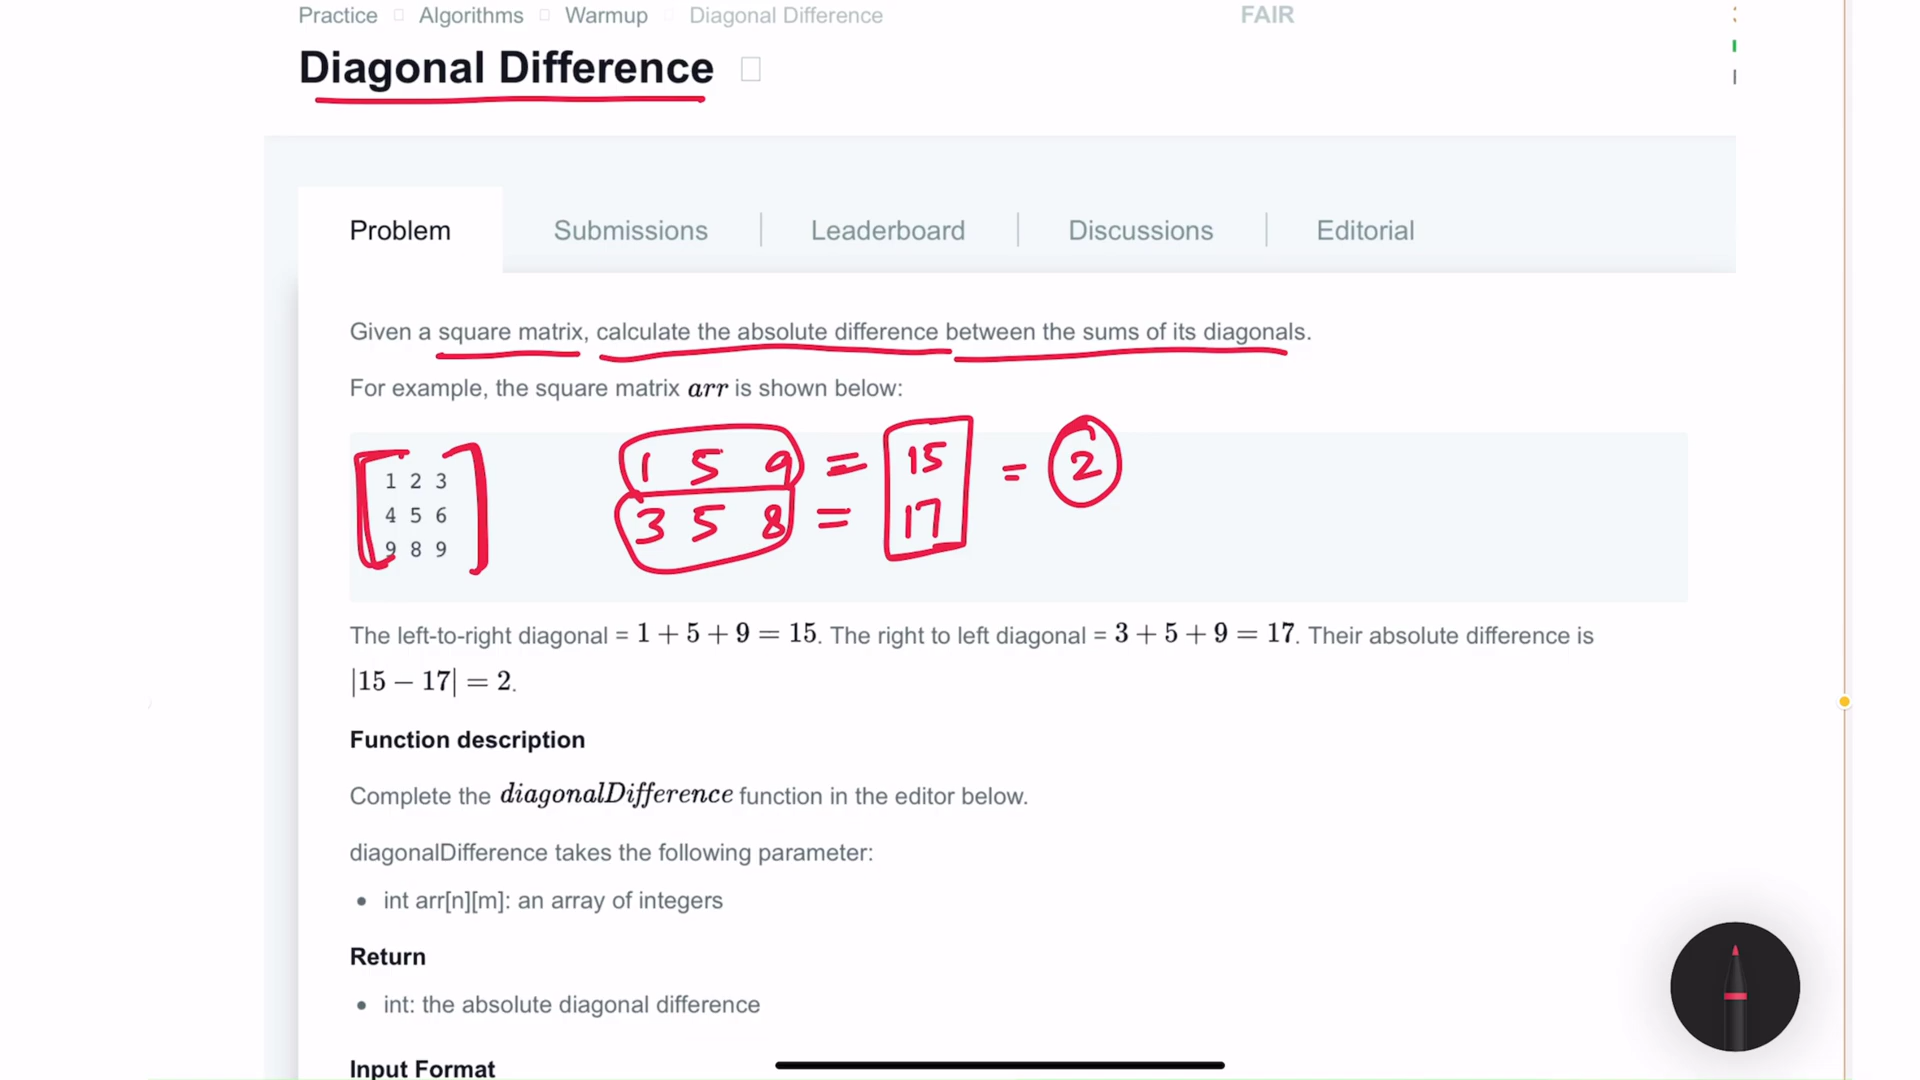 Practice Algorithms Warmup Diagonal Difference FAIR
Diagonal Difference
Problem Submissions Leaderboard Discussions Editorial
Given a square matrix, calculate the absolute difference between the sums of its diagonals.
For example, the square matrix arr is shown below:
1 2 3
4 5 6
9 8 9
1 5 9 = 15 = 2
3 5 8 = 17
The left-to-right diagonal = 1 + 5 + 9 = 15. The right to left diagonal = 3 + 5 + 9 = 17. Their absolute difference is
|15 − 17| = 2.
Function description
Complete the diagonalDifference function in the editor below.
diagonalDifference takes the following parameter:
• int arr[n][m]: an array of integers
Return
• int: the absolute diagonal difference
Input Format